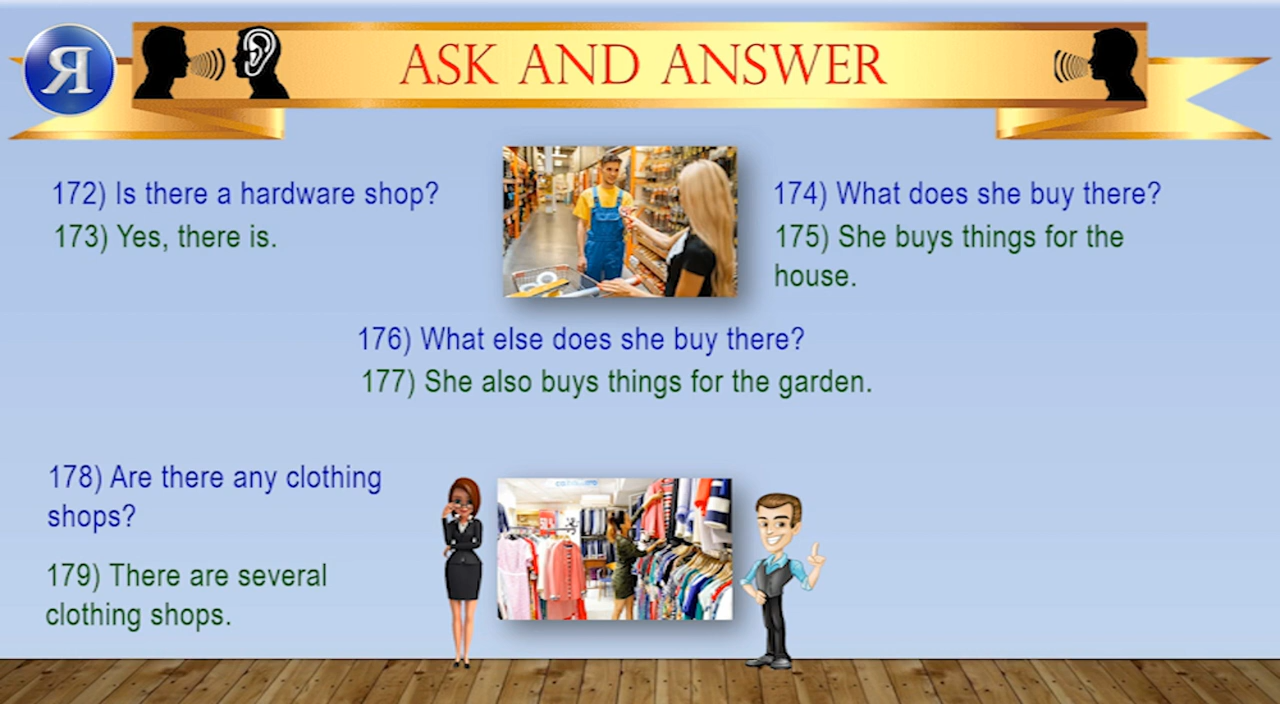 Я
ASK AND ANSWER
172) Is there a hardware shop?
173) Yes, there is.
174) What does she buy there?
175) She buys things for the
house.
176) What else does she buy there?
177) She also buys things for the garden.
178) Are there any clothing
shops?
179) There are several
clothing shops.